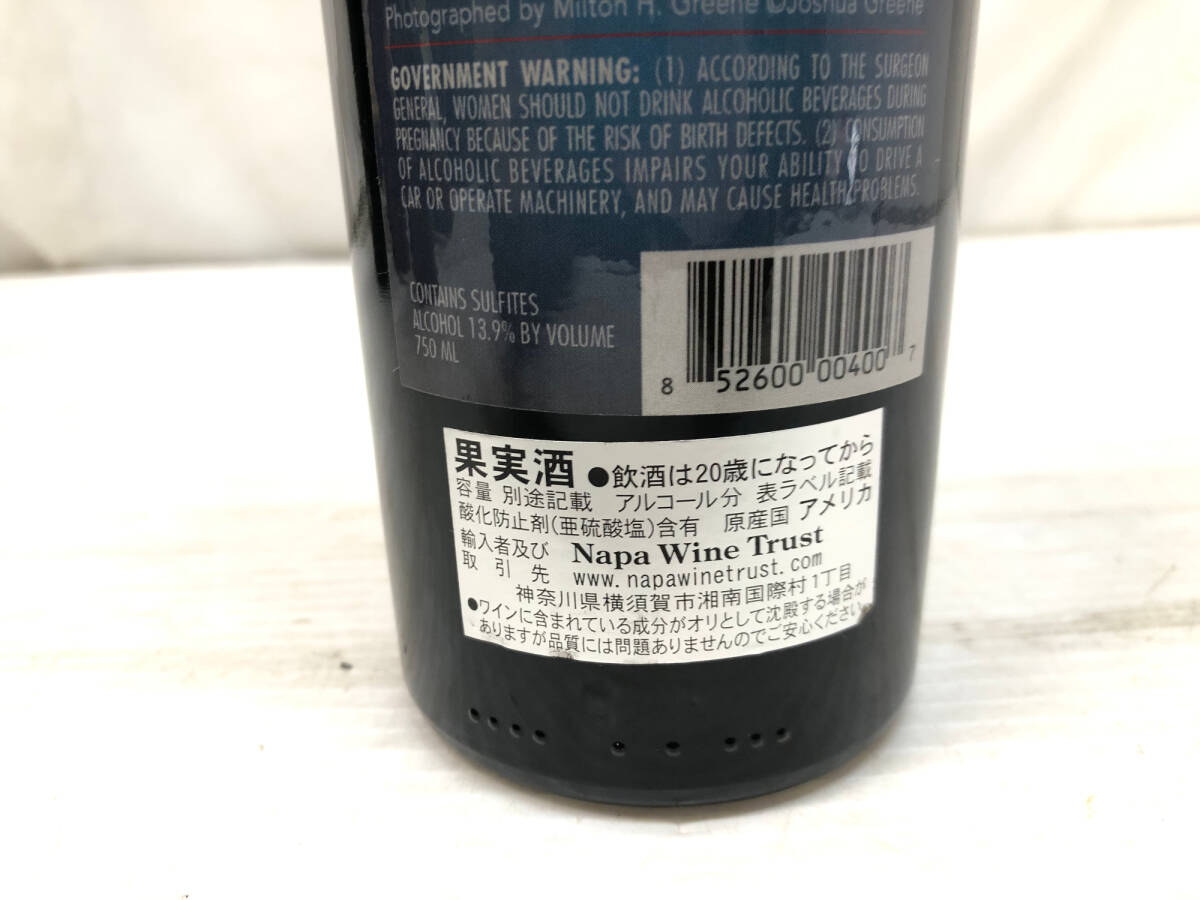 Photographed by Milton H. Greene ©Joshua Greene
GOVERNMENT WARNING: (1) ACCORDING TO THE SURGEON
GENERAL, WOMEN SHOULD NOT DRINK ALCOHOLIC BEVERAGES DURING
PREGNANCY BECAUSE OF THE RISK OF BIRTH DEFECTS. (2) CONSUMPTION
OF ALCOHOLIC BEVERAGES IMPAIRS YOUR ABILITY TO DRIVE A
CAR OR OPERATE MACHINERY, AND MAY CAUSE HEALTH PROBLEMS.
CONTAINS SULFITES
ALCOHOL 13.9% BY VOLUME
750 ML
8 52600 00400 7
果実酒 ●飲酒は20歳になってから
容量 別途記載 アルコール分 表ラベル記載
酸化防止剤(亜硫酸塩)含有 原産国 アメリカ
輸入者及び Napa Wine Trust
取引先 www.napawinetrust.com
神奈川県横須賀市湘南国際村1丁目
●ワインに含まれている成分がオリとして沈殿する場合が
ありますが品質には問題ありませんのでご安心ください